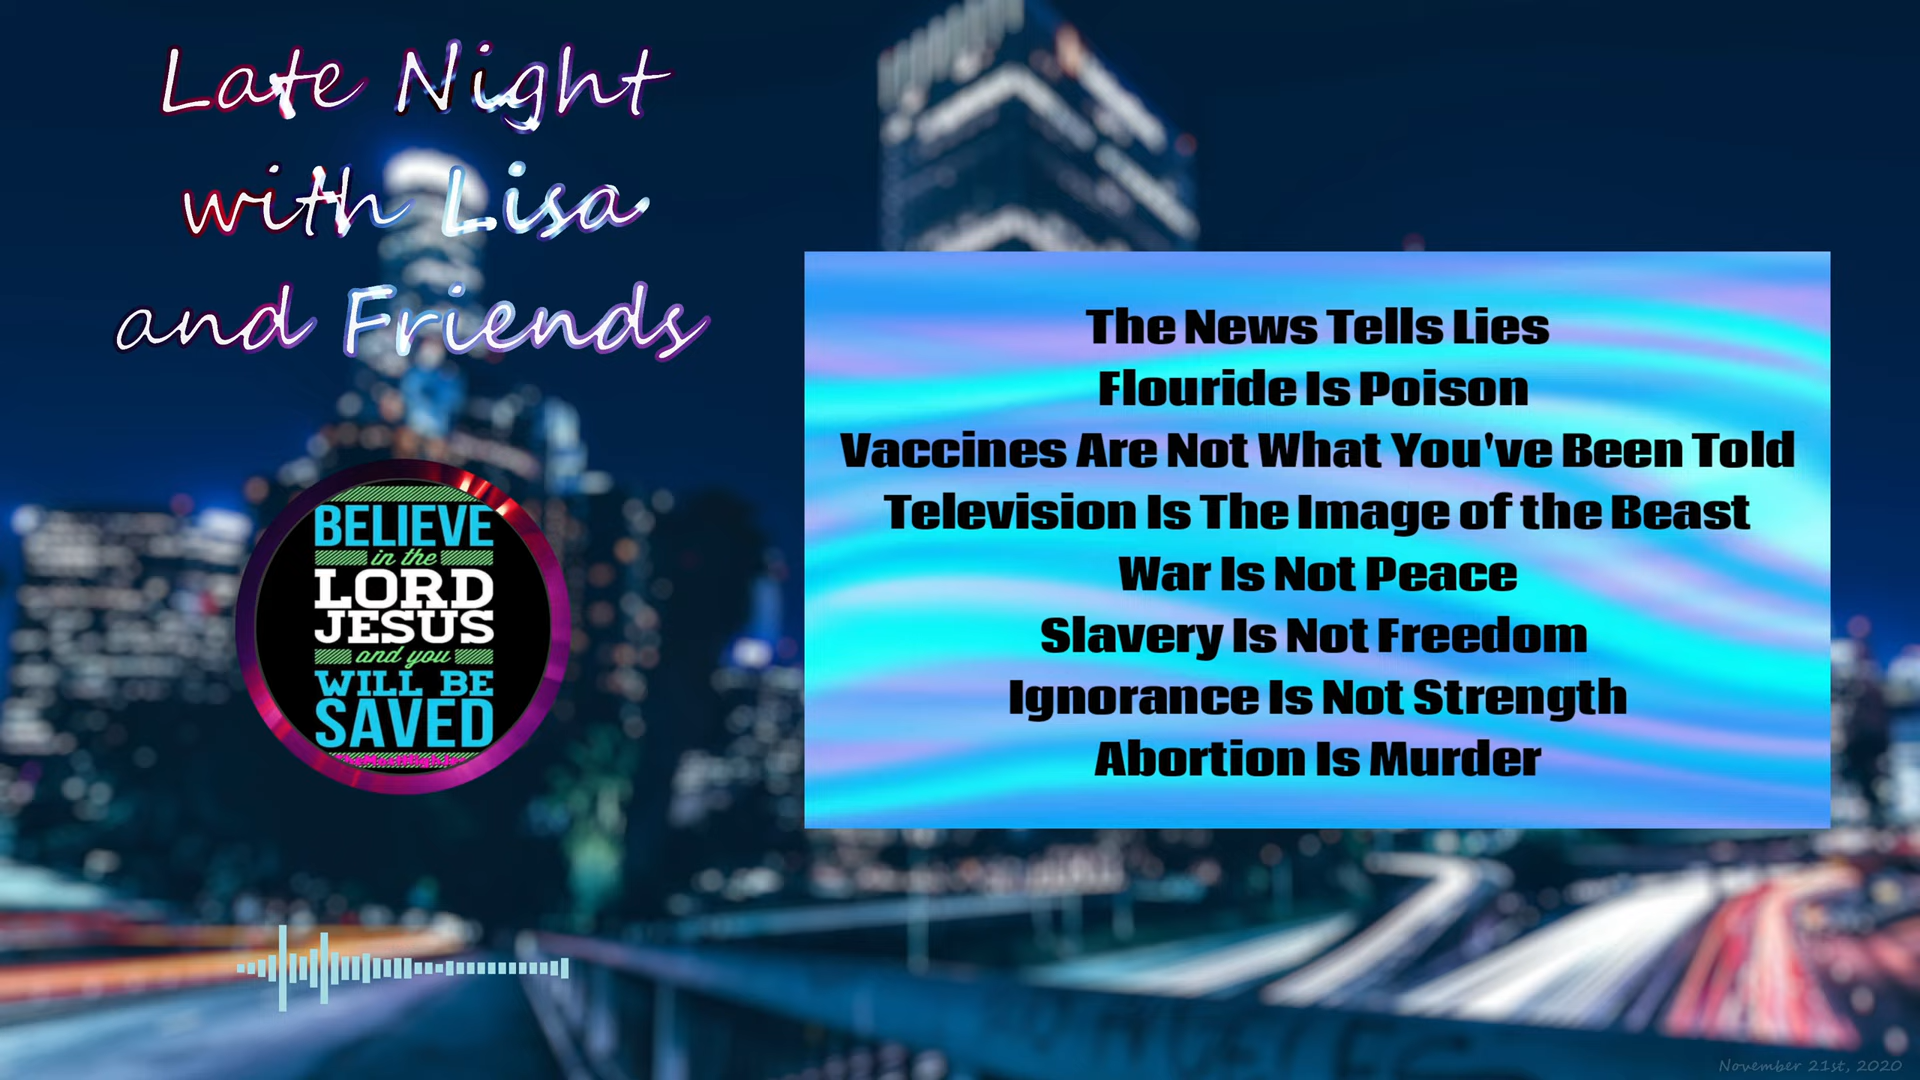 Late Night
with Lisa
and Friends
BELIEVE
in the
LORD
JESUS
and you
WILL BE
SAVED
The News Tells Lies
Flouride Is Poison
Vaccines Are Not What You've Been Told
Television Is The Image of the Beast
War Is Not Peace
Slavery Is Not Freedom
Ignorance Is Not Strength
Abortion Is Murder
November 21st, 2020